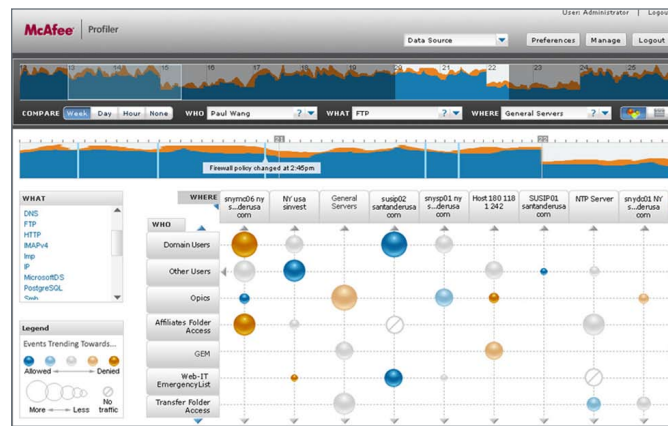 User: Administrator | Logou
McAfee Profiler
Data Source
Preferences Manage Logout
13 14 15 16 17 20 21 22 23 24 25
COMPARE Week Day Hour None WHO Paul Wang ? WHAT FTP ? WHERE General Servers ?
21 22
Firewall policy changed at 2:46pm
WHAT
DNS
FTP
HTTP
IMAPv4
Imp
IP
MicrosoftDS
PostgreSQL
Smb
Legend
Events Trending Towards...
Allowed Denied
More Less No traffic
WHERE
snymc06 ny s...derusa com
NY usa sinvest
General Servers
susip02 santanderusa com
snysp01 ny s...derusa com
Host 180 118 1 242
SUSIP01 santanderusa com
NTP Server
snydc01 NY s...derusa com
WHO
Domain Users
Other Users
Opics
Affiliates Folder Access
GEM
Web-IT EmergencyList
Transfer Folder Access